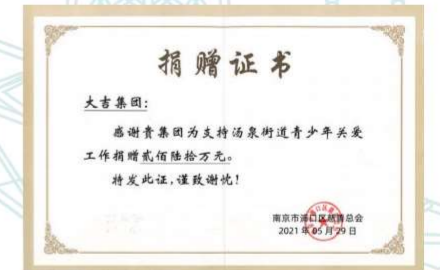 捐赠证书
大吉集团:
感谢贵集团为支持汤泉街道青少年关爱
工作捐赠贰佰陆拾万元。
特发此证,谨致谢忱!
南京市浦口区慈善总会
2021年05月29日